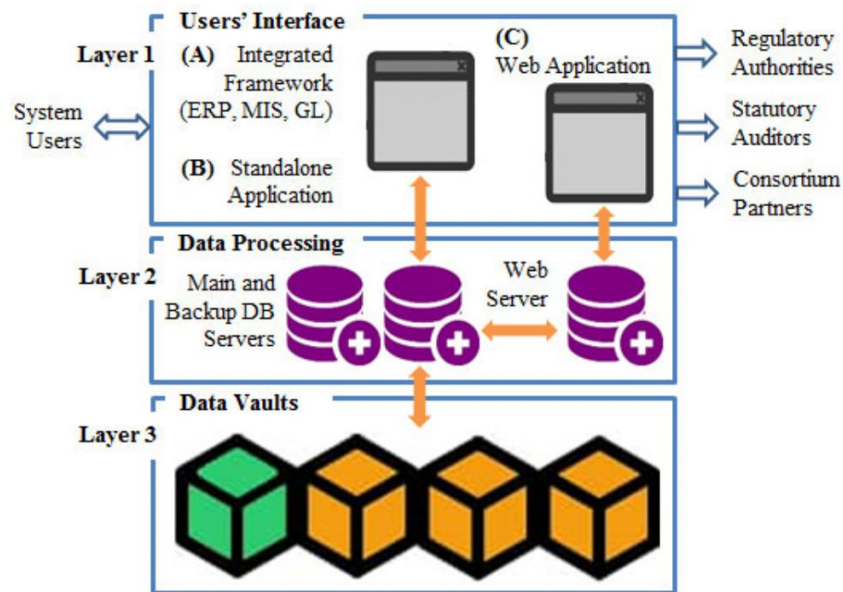 Users’ Interface
Layer 1
(A) Integrated
Framework
(ERP, MIS, GL)
(B) Standalone
Application
(C)
Web Application
System
Users
Regulatory
Authorities
Statutory
Auditors
Consortium
Partners
Data Processing
Layer 2
Main and
Backup DB
Servers
Web
Server
Data Vaults
Layer 3